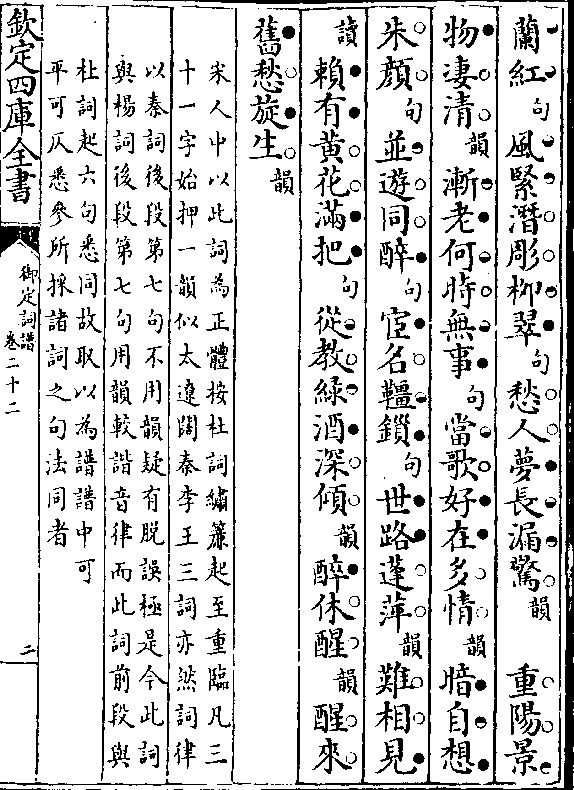 蘭紅句風緊潛彫柳翠句愁人夢長漏驚韻　重陽景
物淒清韻漸老何時無事句當歌好在多情韻暗自想
朱顏句並遊同醉句宦名韁鎖句世路蓬萍韻難相見
讀賴有黃花滿把句從教綠酒深傾韻醉休醒韻醒來
舊愁旋生韻
宋人中以此詞為正體按杜詞繡簾起至重臨凡三
十一字始押一韻似太遼闊秦李王三詞亦然詞律
以秦詞後段第七句不用韻疑有脫誤極是今此詞
與楊詞後段第七句用韻較諧音律而此詞前段與
杜詞起六句悉同故取以為譜譜中可
平可仄悉參所採諸詞之句法同者
欽定四庫全書
御定詞譜
卷二十二
二